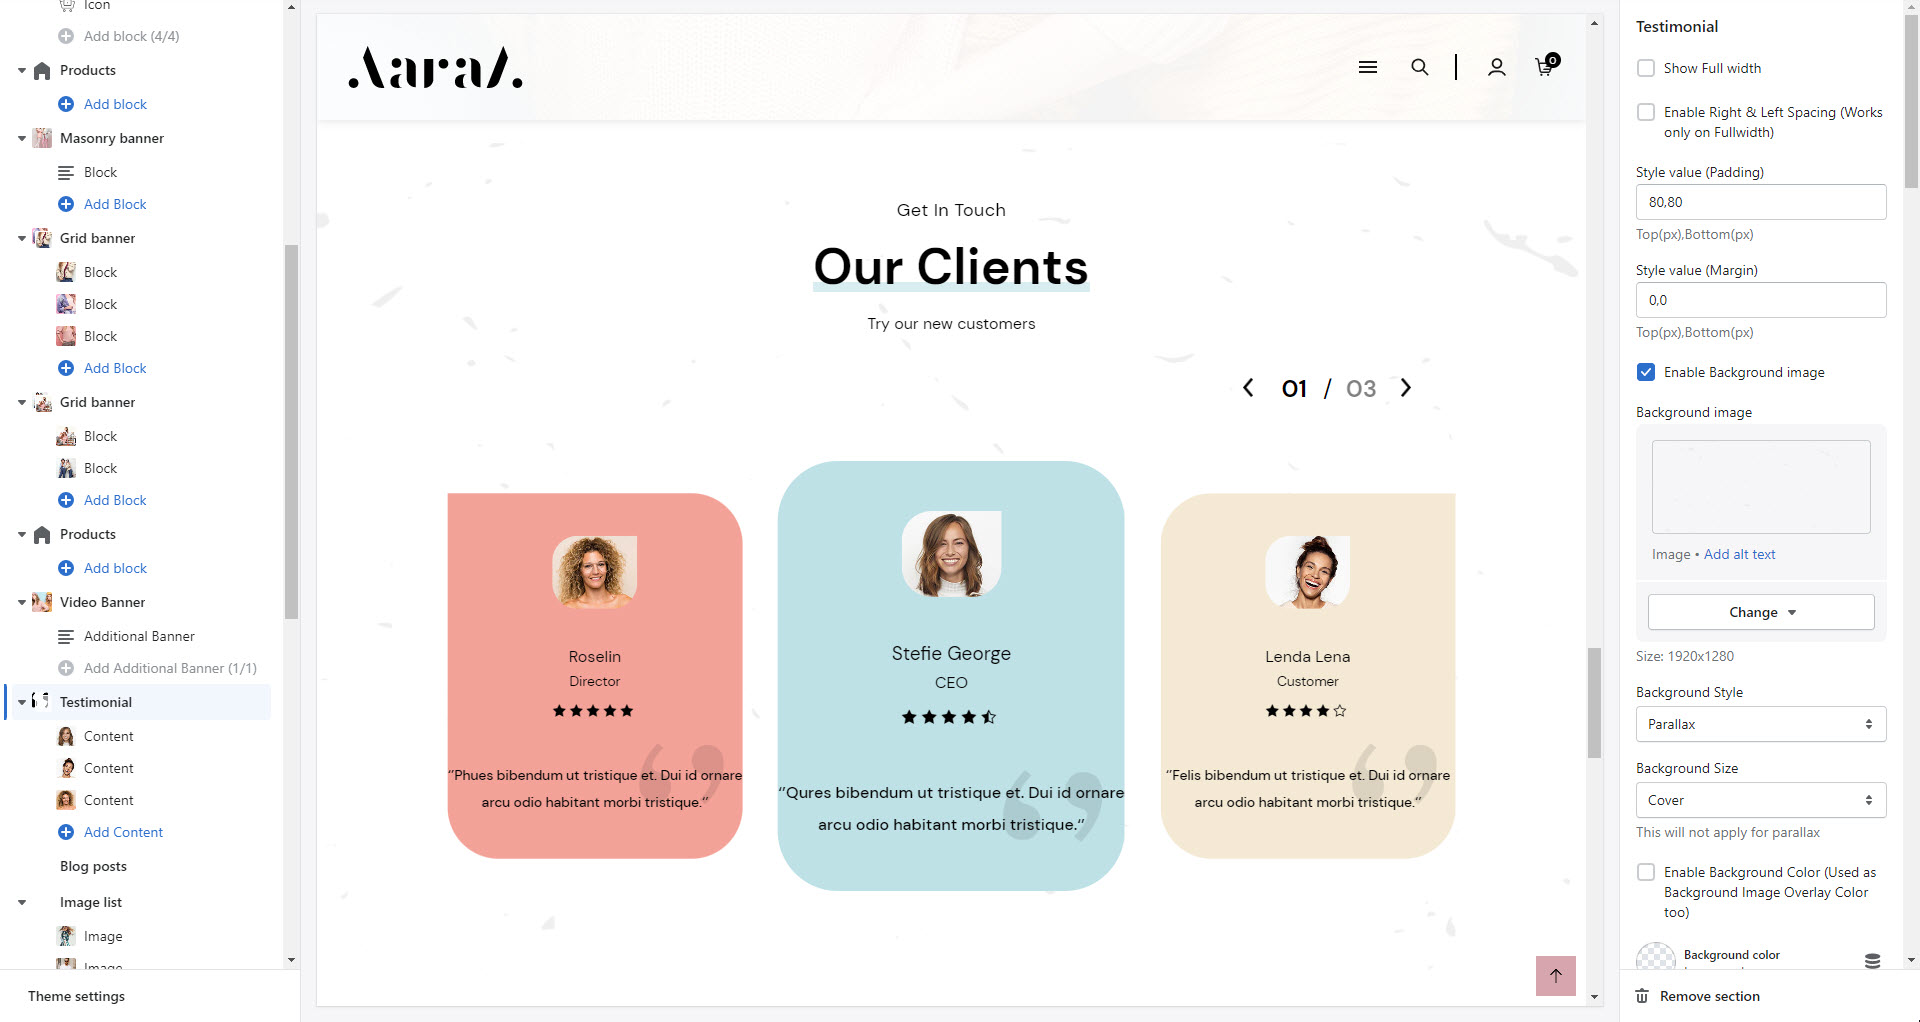 Icon
Add block (4/4)
Products
Add block
Masonry banner
Block
Add Block
Grid banner
Block
Block
Block
Add Block
Grid banner
Block
Block
Add Block
Products
Add block
Video Banner
Additional Banner
Add Additional Banner (1/1)
Testimonial
Content
Content
Content
Add Content
Blog posts
Image list
Image
Image
Theme settings
Aaraa.
0
Get In Touch
Our Clients
Try our new customers
01 / 03
Roselin
Director
“Phues bibendum ut tristique et. Dui id ornare
arcu odio habitant morbi tristique.”
Stefie George
CEO
“Qures bibendum ut tristique et. Dui id ornare
arcu odio habitant morbi tristique.”
Lenda Lena
Customer
“Felis bibendum ut tristique et. Dui id ornare
arcu odio habitant morbi tristique.”
Testimonial
Show Full width
Enable Right & Left Spacing (Works
only on Fullwidth)
Style value (Padding)
80,80
Top(px),Bottom(px)
Style value (Margin)
0,0
Top(px),Bottom(px)
Enable Background image
Background image
Image • Add alt text
Change
Size: 1920x1280
Background Style
Parallax
Background Size
Cover
This will not apply for parallax
Enable Background Color (Used as
Background Image Overlay Color
too)
Background color
Remove section